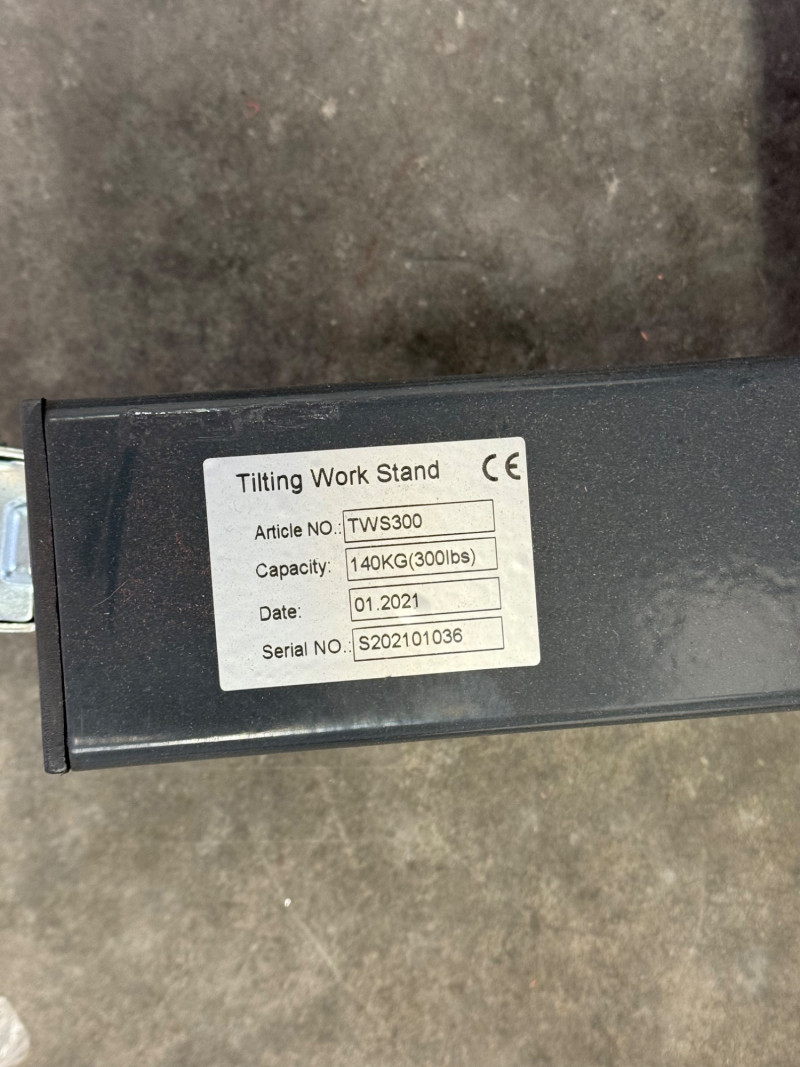 Tilting Work Stand CE
Article NO.: TWS300
Capacity: 140KG(300lbs)
Date: 01.2021
Serial NO.: S202101036